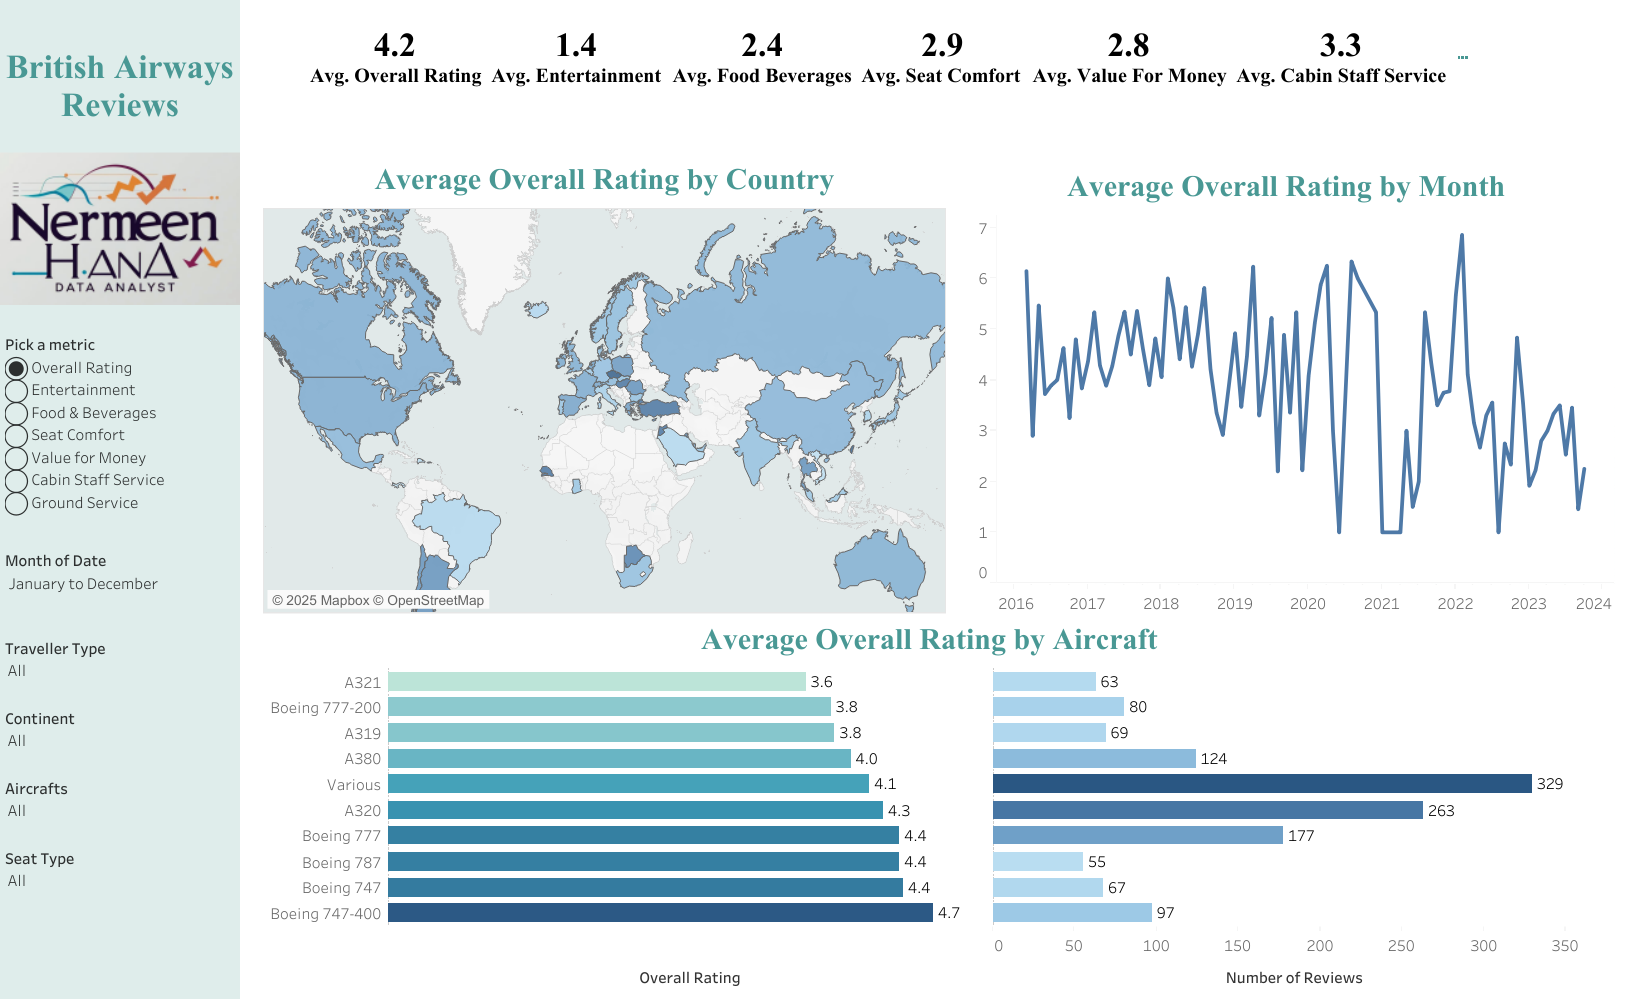 British Airways
Reviews
Nermeen
HANA
DATA ANALYST
Pick a metric
Overall Rating
Entertainment
Food & Beverages
Seat Comfort
Value for Money
Cabin Staff Service
Ground Service
Month of Date
January to December
Traveller Type
All
Continent
All
Aircrafts
All
Seat Type
All
4.2 1.4 2.4 2.9 2.8 3.3
Avg. Overall Rating Avg. Entertainment Avg. Food Beverages Avg. Seat Comfort Avg. Value For Money Avg. Cabin Staff Service
...
Average Overall Rating by Country
© 2025 Mapbox © OpenStreetMap
Average Overall Rating by Month
7
6
5
4
3
2
1
0
2016 2017 2018 2019 2020 2021 2022 2023 2024
Average Overall Rating by Aircraft
A321 3.6 63
Boeing 777-200 3.8 80
A319 3.8 69
A380 4.0 124
Various 4.1 329
A320 4.3 263
Boeing 777 4.4 177
Boeing 787 4.4 55
Boeing 747 4.4 67
Boeing 747-400 4.7 97
0 50 100 150 200 250 300 350
Overall Rating Number of Reviews